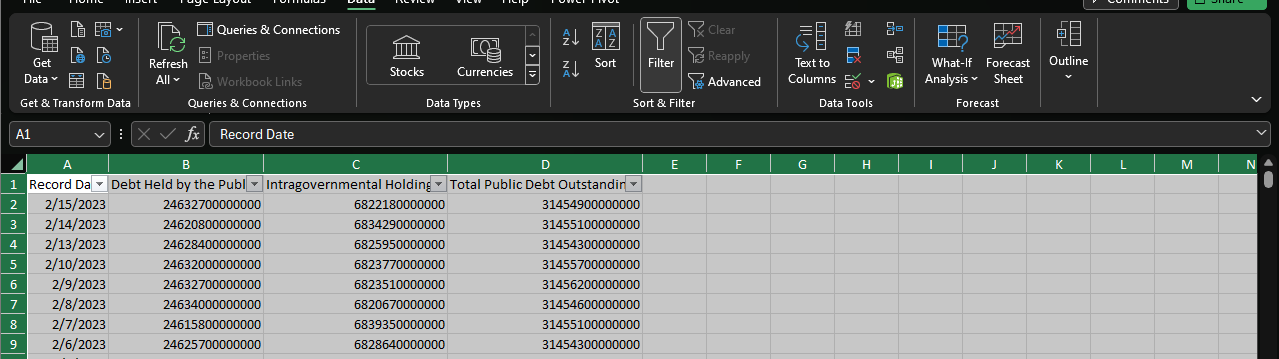 File Home Insert Page Layout Formulas Data Review View Help Power Pivot
Comments Share
Get Data
Refresh All
Queries & Connections
Properties
Workbook Links
Stocks Currencies
Sort
Filter
Clear
Reapply
Advanced
Text to Columns
What-If Analysis
Forecast Sheet
Outline
Get & Transform Data Queries & Connections Data Types Sort & Filter Data Tools Forecast
A1 fx Record Date
A B C D E F G H I J K L M N
1 Record Da Debt Held by the Publ Intragovernmental Holding Total Public Debt Outstandin
2 2/15/2023 24632700000000 6822180000000 31454900000000
3 2/14/2023 24620800000000 6834290000000 31455100000000
4 2/13/2023 24628400000000 6825950000000 31454300000000
5 2/10/2023 24632000000000 6823770000000 31455700000000
6 2/9/2023 24632700000000 6823510000000 31456200000000
7 2/8/2023 24634000000000 6820670000000 31454600000000
8 2/7/2023 24615800000000 6839350000000 31455100000000
9 2/6/2023 24625700000000 6828640000000 31454300000000